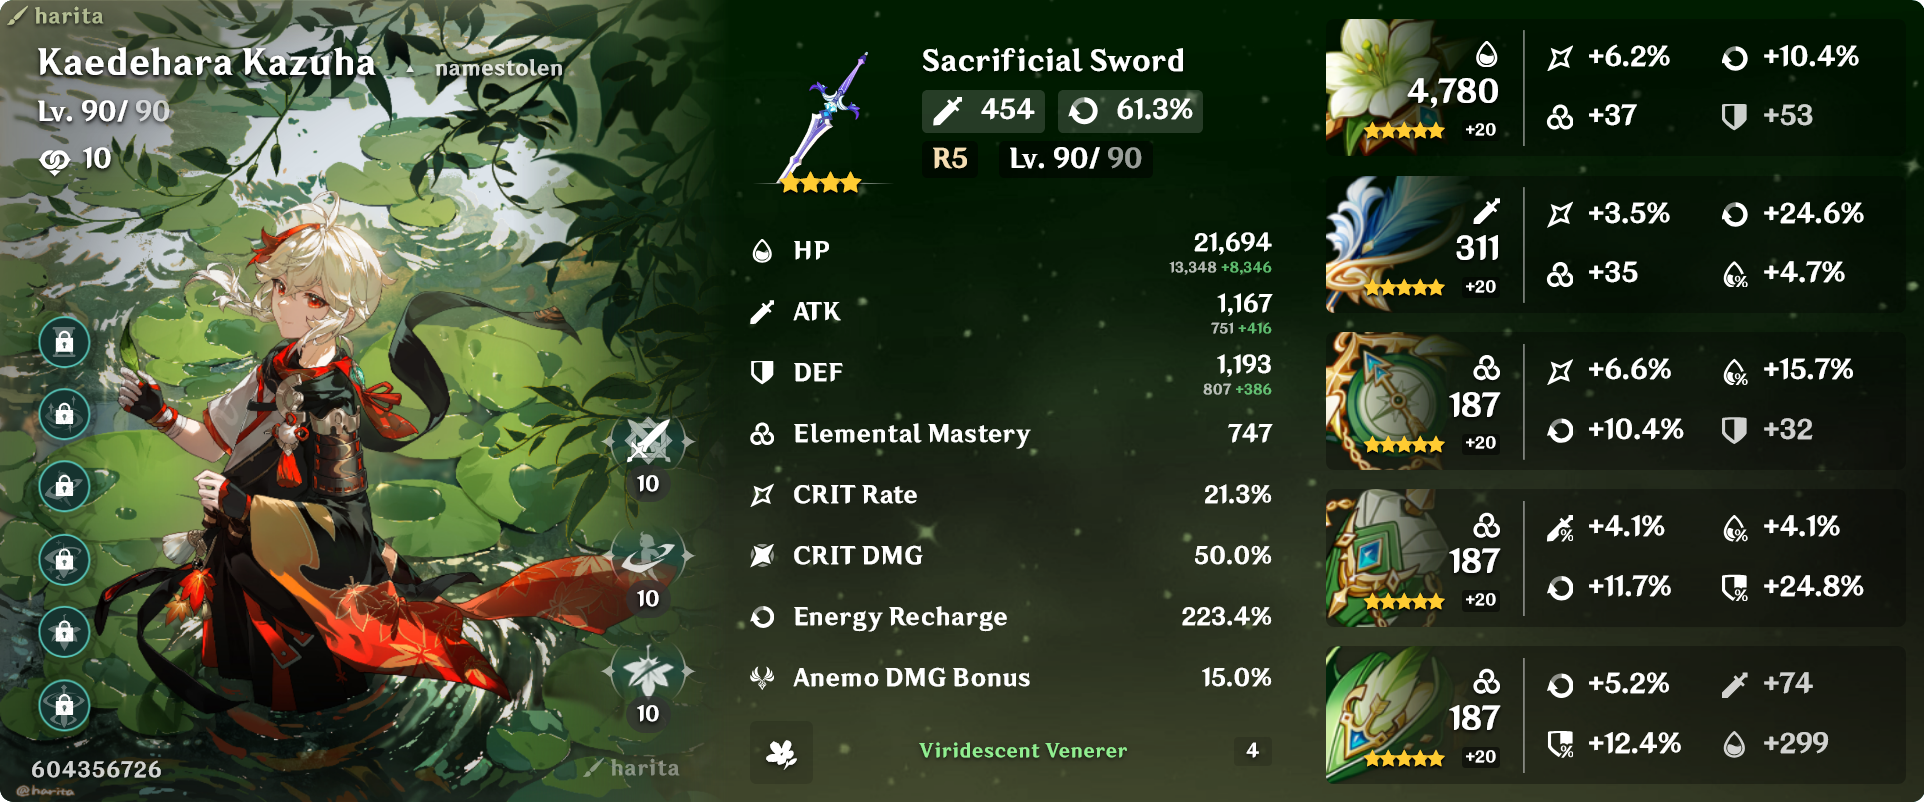 harita
Kaedehara Kazuha namestolen
Lv. 90/ 90
10
10
10
10
604356726
@harita
harita
Sacrificial Sword
454 61.3%
R5 Lv. 90/ 90
HP 21,694
13,348 +8,346
ATK 1,167
751 +416
DEF 1,193
807 +386
Elemental Mastery 747
CRIT Rate 21.3%
CRIT DMG 50.0%
Energy Recharge 223.4%
Anemo DMG Bonus 15.0%
Viridescent Venerer 4
4,780
+20
+6.2% +10.4%
+37 +53
311
+20
+3.5% +24.6%
+35 +4.7%
187
+20
+6.6% +15.7%
+10.4% +32
187
+20
+4.1% +4.1%
+11.7% +24.8%
187
+20
+5.2% +74
+12.4% +299